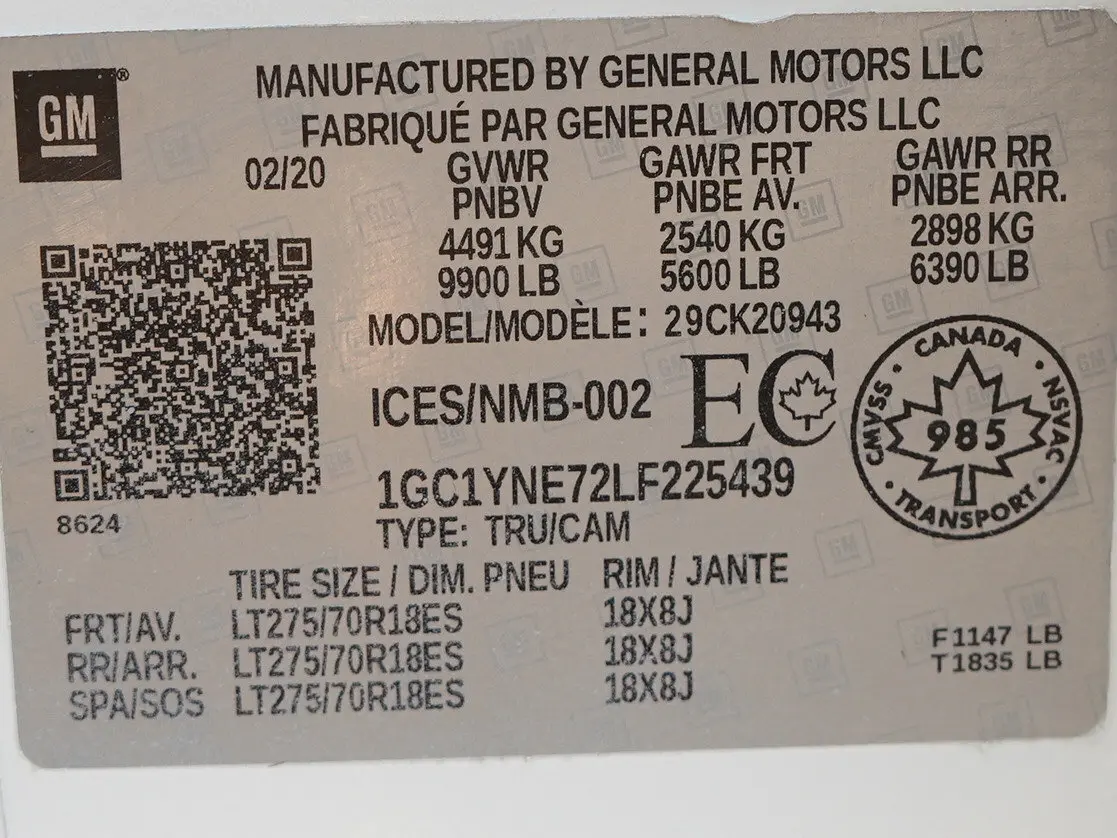 GM®
MANUFACTURED BY GENERAL MOTORS LLC
FABRIQUÉ PAR GENERAL MOTORS LLC
02/20 GVWR GAWR FRT GAWR RR
PNBV PNBE AV. PNBE ARR.
4491 KG 2540 KG 2898 KG
9900 LB 5600 LB 6390 LB
MODEL/MODÈLE: 29CK20943
ICES/NMB-002 EC
CANADA
CMVSS NSVAC
985
TRANSPORT
1GC1YNE72LF225439
8624
TYPE: TRU/CAM
TIRE SIZE / DIM. PNEU RIM / JANTE
FRT/AV. LT275/70R18ES 18X8J
RR/ARR. LT275/70R18ES 18X8J
SPA/SOS LT275/70R18ES 18X8J
F1147 LB
T1835 LB